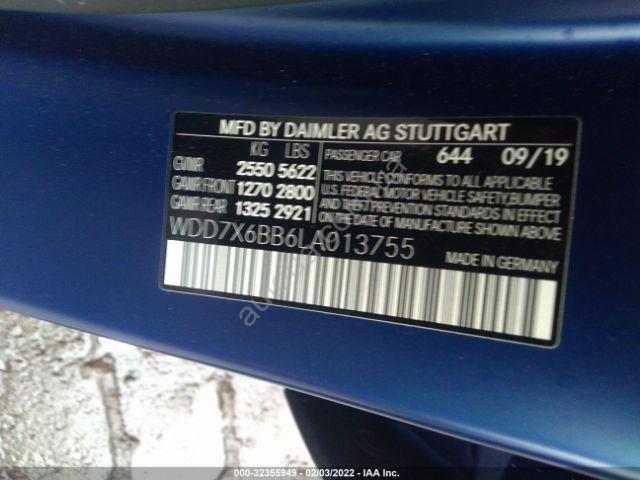 MFD BY DAIMLER AG STUTTGART
KG LBS
GVWR 2550 5622
GAWR FRONT 1270 2800
GAWR REAR 1325 2921
PASSENGER CAR 644 09/19
THIS VEHICLE CONFORMS TO ALL APPLICABLE
U.S. FEDERAL MOTOR VEHICLE SAFETY, BUMPER
AND THEFT PREVENTION STANDARDS IN EFFECT ON
THE DATE OF MANUFACTURE SHOWN ABOVE.
WDD7X6BB6LA013755
MADE IN GERMANY
000-32355949 - 02/03/2022 - IAA Inc.